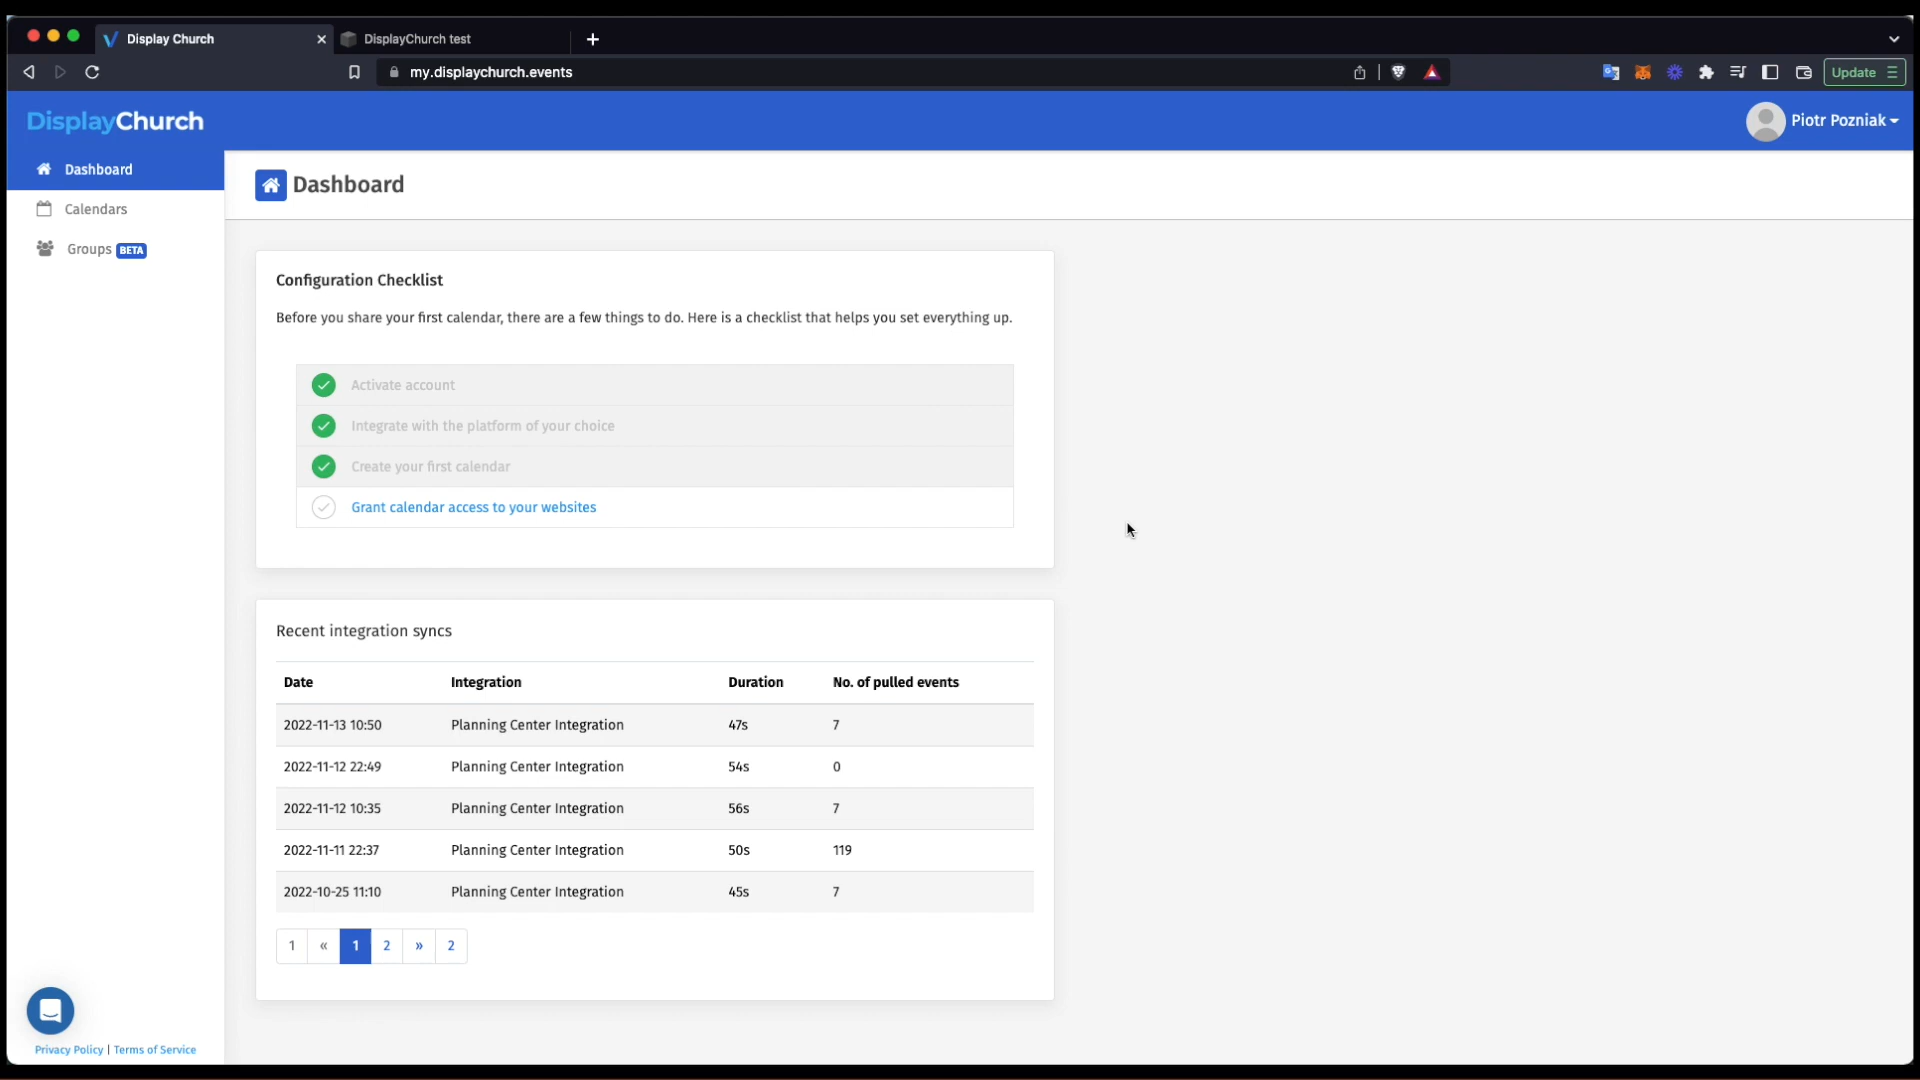 Display Church
DisplayChurch test
my.displaychurch.events
Update
DisplayChurch
Piotr Pozniak
Dashboard
Calendars
Groups BETA
Dashboard
Configuration Checklist
Before you share your first calendar, there are a few things to do. Here is a checklist that helps you set everything up.
Activate account
Integrate with the platform of your choice
Create your first calendar
Grant calendar access to your websites
Recent integration syncs
Date Integration Duration No. of pulled events
2022-11-13 10:50 Planning Center Integration 47s 7
2022-11-12 22:49 Planning Center Integration 54s 0
2022-11-12 10:35 Planning Center Integration 56s 7
2022-11-11 22:37 Planning Center Integration 50s 119
2022-10-25 11:10 Planning Center Integration 45s 7
1 « 1 2 » 2
Privacy Policy | Terms of Service